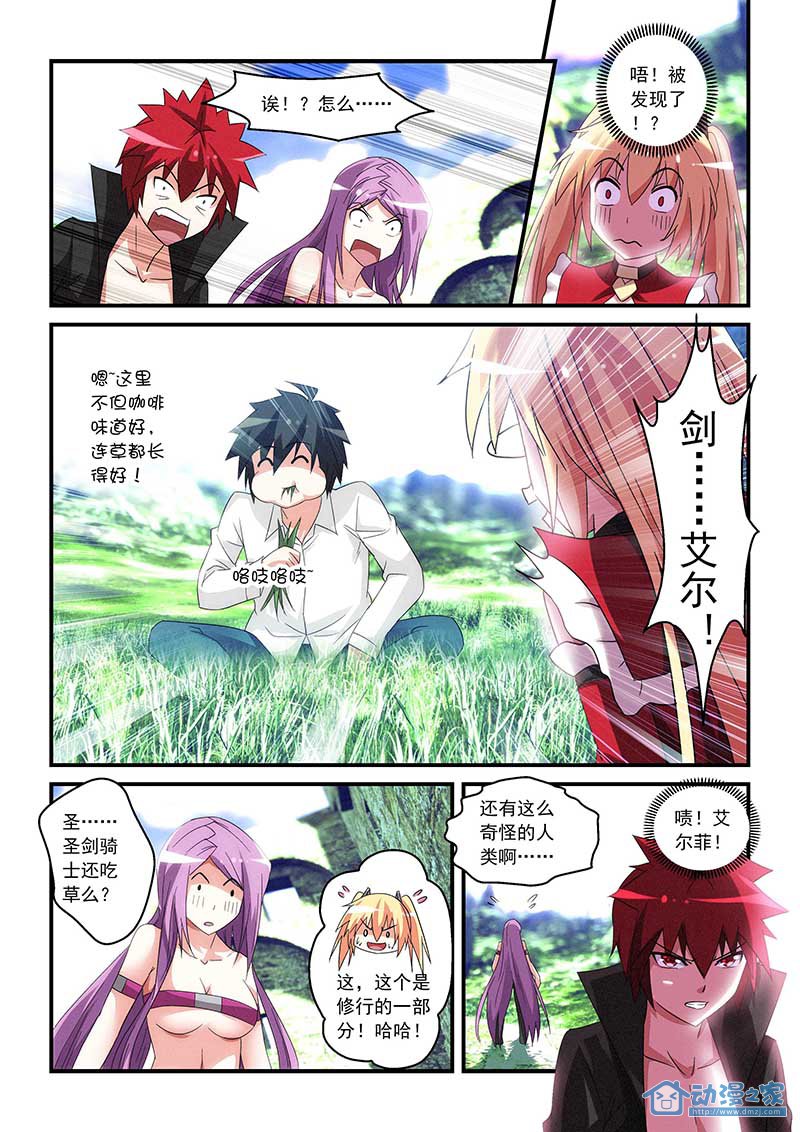 诶！？怎么……
唔！被
发现了
！？
嗯~这里
不但咖啡
味道好，
连草都长
得好！
咯吱咯吱~
剑……艾尔！
圣……
圣剑骑
士还吃
草么？
这，这个是
修行的一部
分！哈哈！
还有这么
奇怪的人
类啊……
啧！艾
尔菲！
动漫之家
http://www.dmzj.com